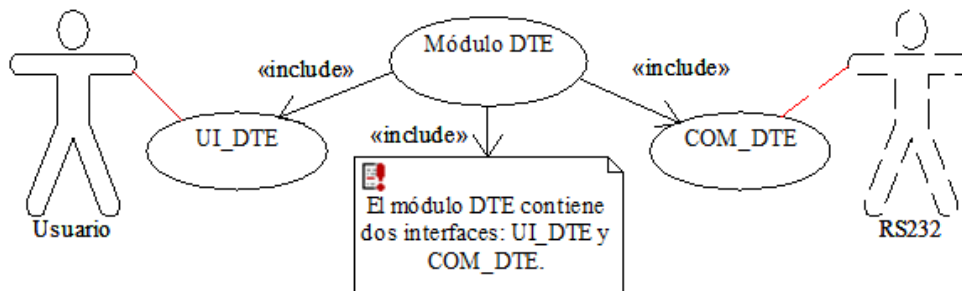 Módulo DTE
«include»
«include»
UI_DTE
«include»
COM_DTE
El módulo DTE contiene
dos interfaces: UI_DTE y
COM_DTE.
Usuario
RS232